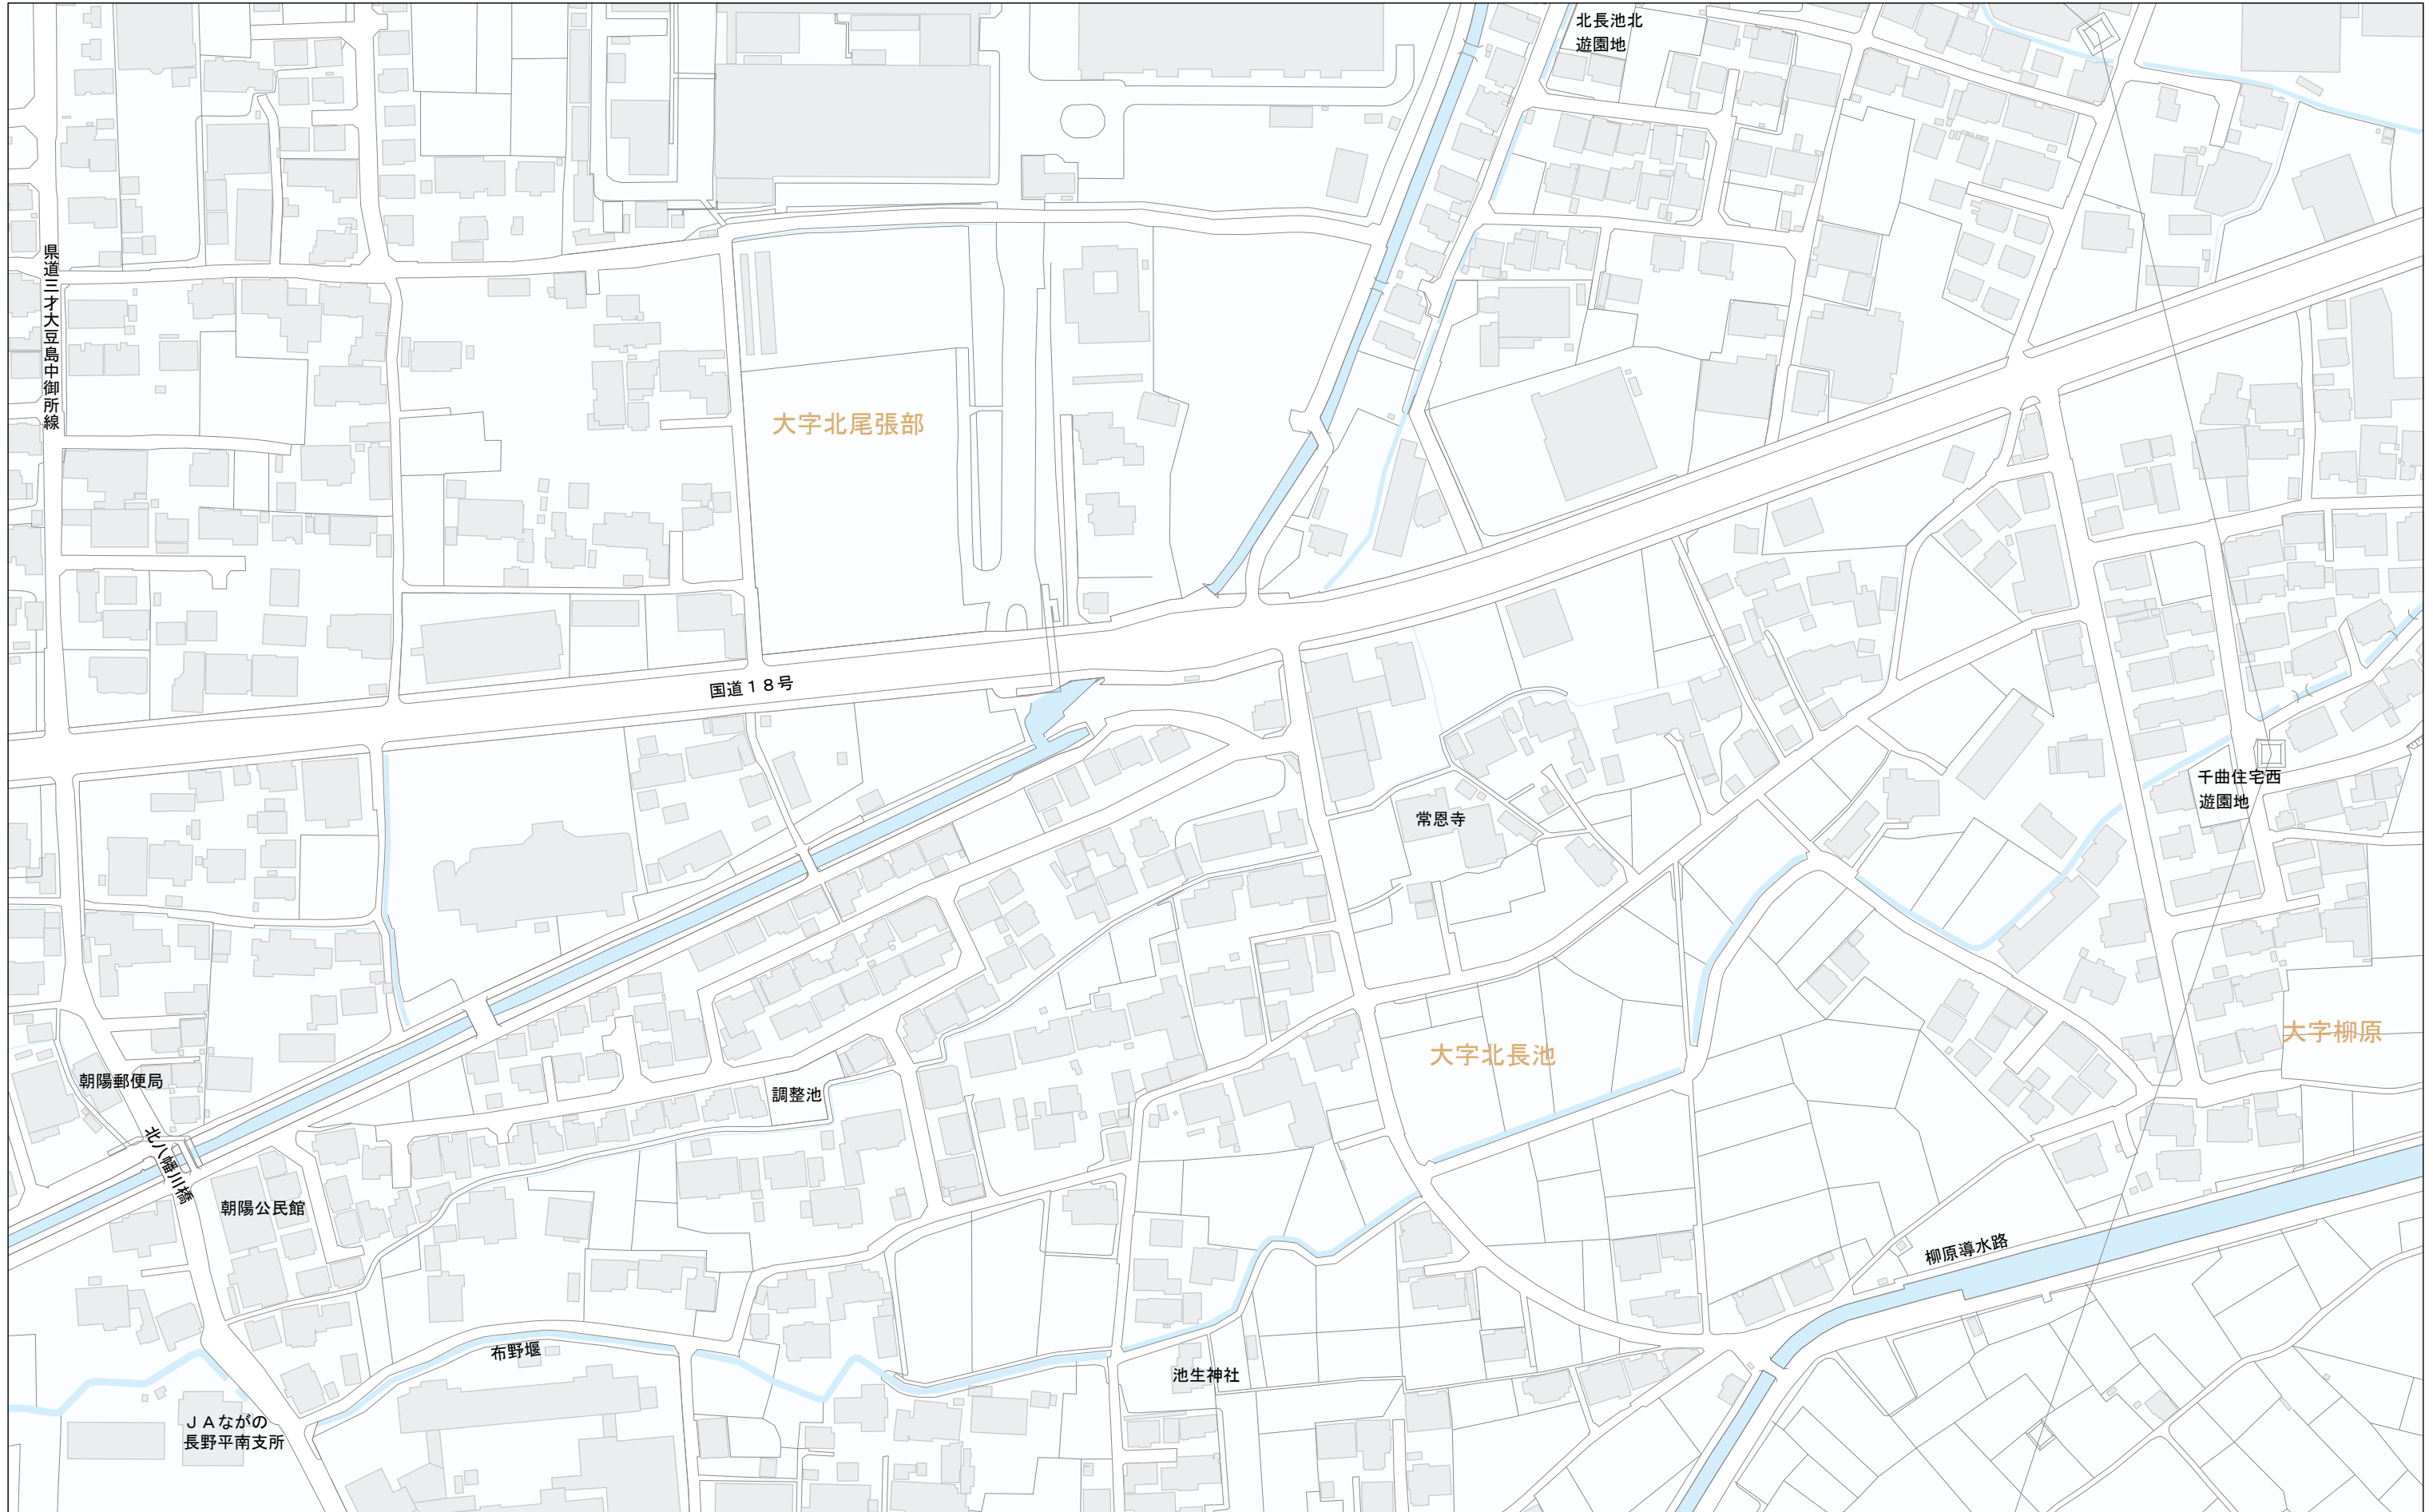 北長池北
遊園地
県道三才大豆島中御所線
大字北尾張部
国道１８号
千曲住宅西
遊園地
常恩寺
大字柳原
大字北長池
朝陽郵便局
調整池
北八幡川橋
朝陽公民館
柳原導水路
布野堰
池生神社
ＪＡながの
長野平南支所